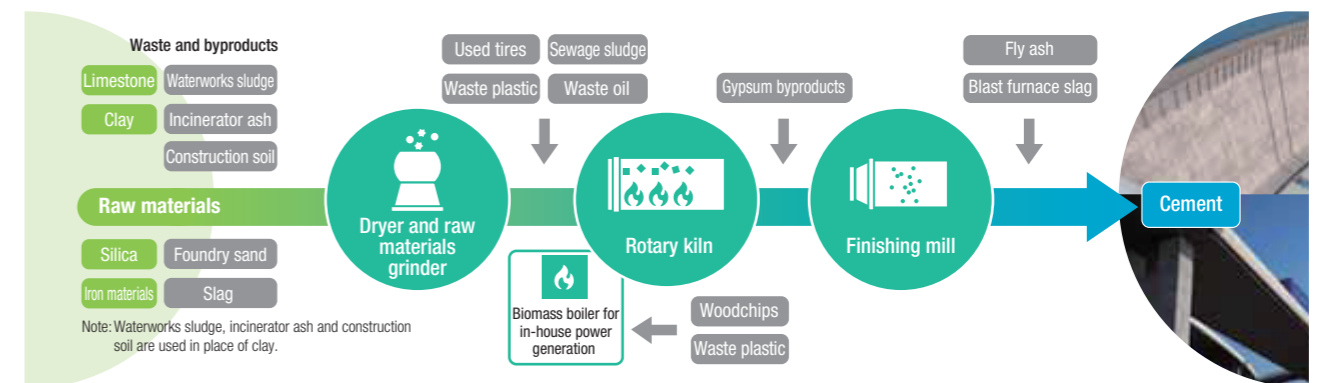 Waste and byproducts
Limestone
Waterworks sludge
Clay
Incinerator ash
Construction soil
Raw materials
Silica
Foundry sand
Iron materials
Slag
Note: Waterworks sludge, incinerator ash and construction
soil are used in place of clay.
Dryer and raw
materials
grinder
Used tires
Sewage sludge
Waste plastic
Waste oil
Rotary kiln
Biomass boiler for
in-house power
generation
Woodchips
Waste plastic
Gypsum byproducts
Finishing mill
Fly ash
Blast furnace slag
Cement